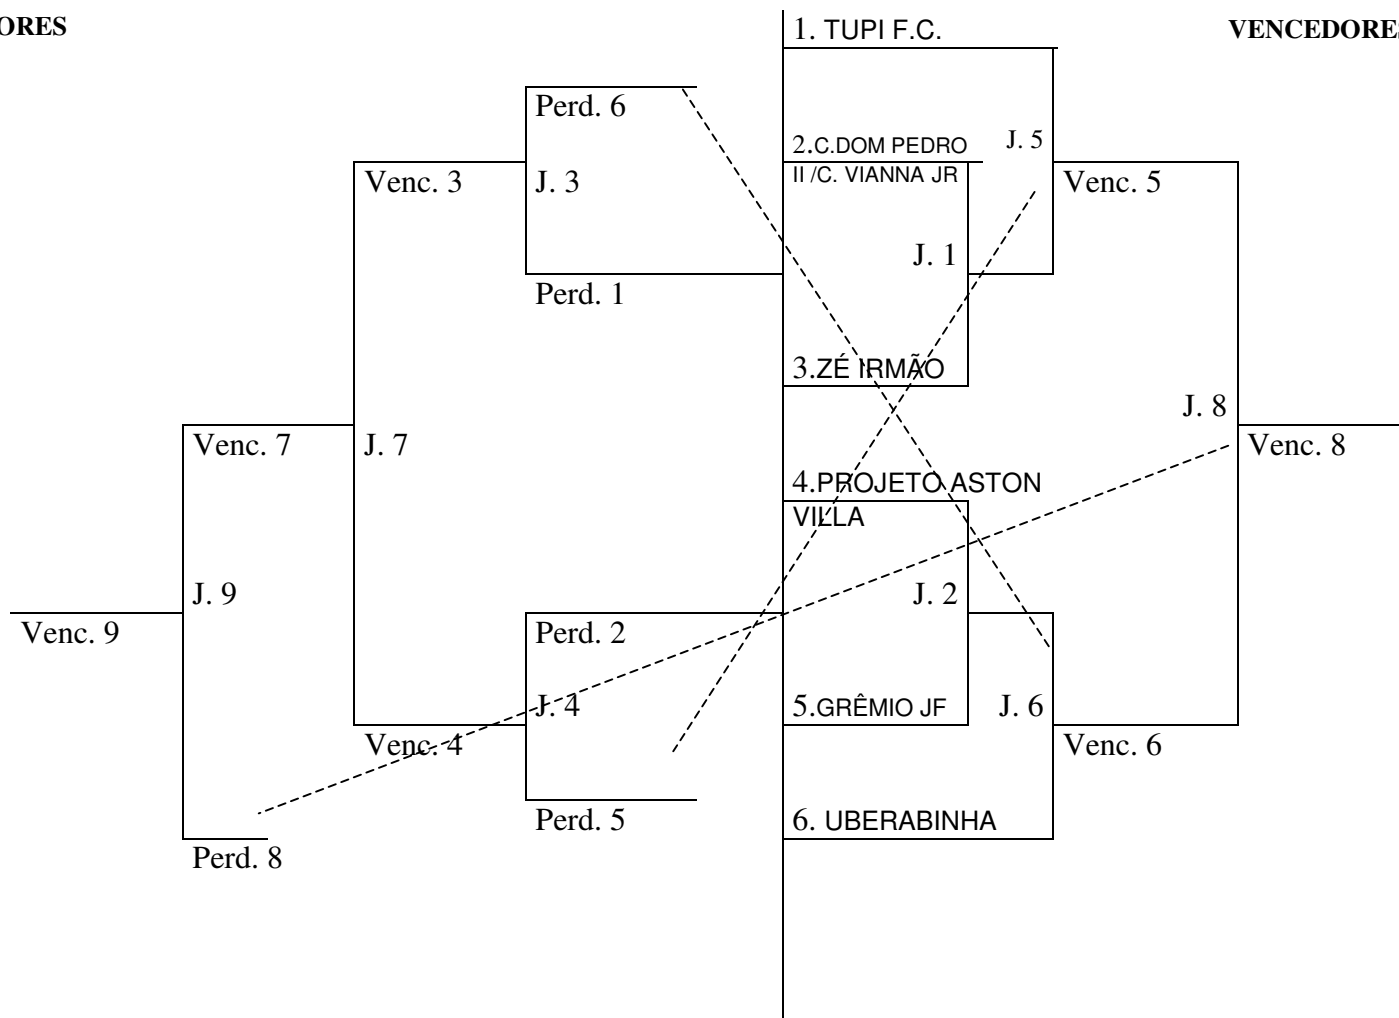 ORES
VENCEDORES
1. TUPI F.C.
Perd. 6
2.C.DOM PEDRO
II /C. VIANNA JR
J. 5
Venc. 3
J. 3
Venc. 5
J. 1
Perd. 1
3.ZÉ IRMÃO
J. 8
Venc. 7
J. 7
Venc. 8
4.PROJETO ASTON
VILLA
J. 9
J. 2
Venc. 9
Perd. 2
J. 4
5.GRÊMIO JF
J. 6
Venc. 4
Venc. 6
Perd. 5
6. UBERABINHA
Perd. 8